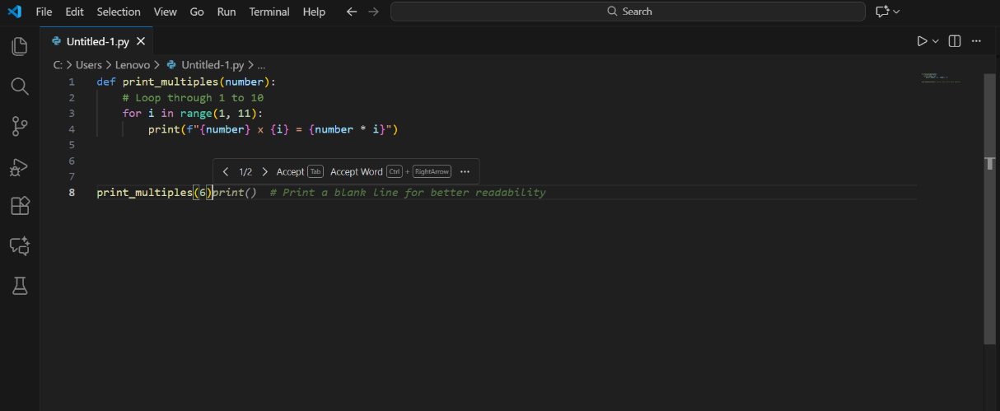 File Edit Selection View Go Run Terminal Help Search
Untitled-1.py
C: > Users > Lenovo > Untitled-1.py > ...
1 def print_multiples(number):
2 # Loop through 1 to 10
3 for i in range(1, 11):
4 print(f"{number} x {i} = {number * i}")
5
6
1/2 Accept Tab Accept Word Ctrl + RightArrow ...
7
8 print_multiples(6)print() # Print a blank line for better readability